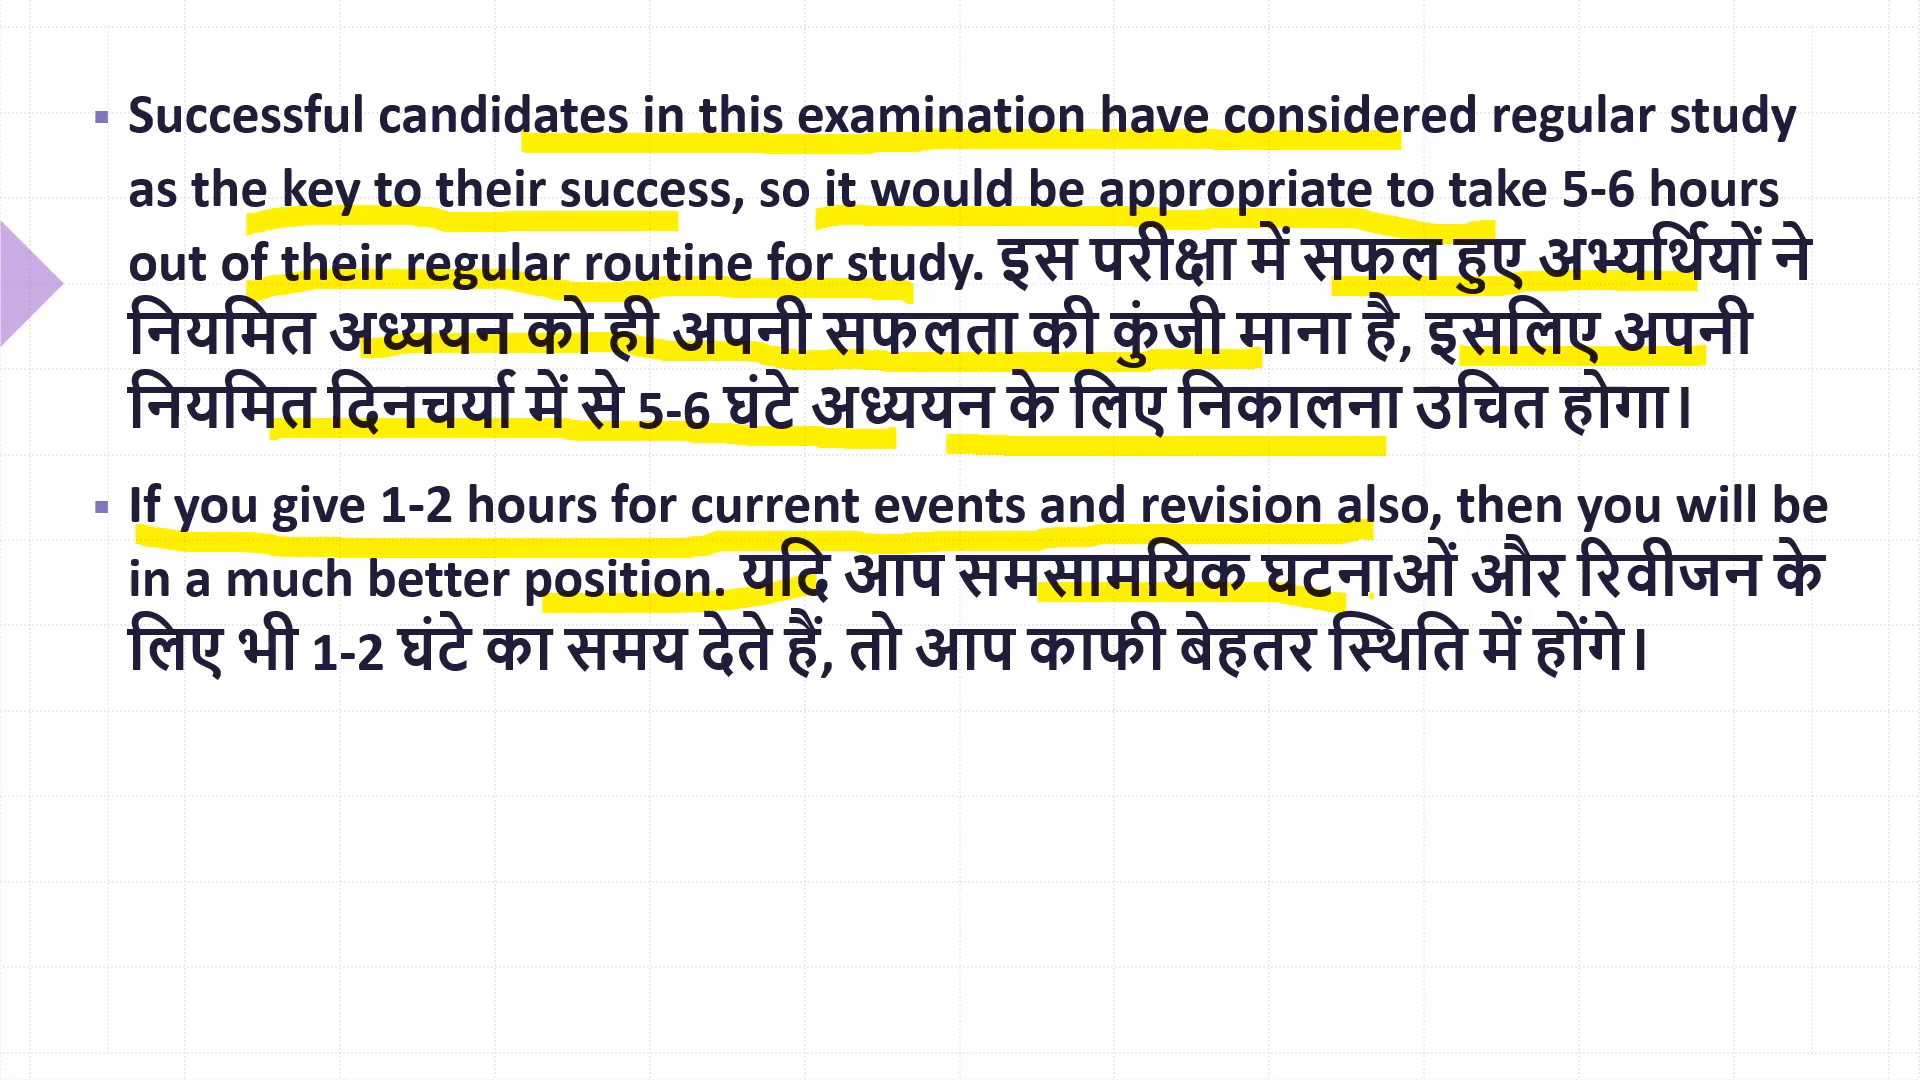 Successful candidates in this examination have considered regular study
as the key to their success, so it would be appropriate to take 5-6 hours
out of their regular routine for study. इस परीक्षा में सफल हुए अभ्यर्थियों ने
नियमित अध्ययन को ही अपनी सफलता की कुंजी माना है, इसलिए अपनी
नियमित दिनचर्या में से 5-6 घंटे अध्ययन के लिए निकालना उचित होगा।
If you give 1-2 hours for current events and revision also, then you will be
in a much better position. यदि आप समसामयिक घटनाओं और रिवीजन के
लिए भी 1-2 घंटे का समय देते हैं, तो आप काफी बेहतर स्थिति में होंगे।